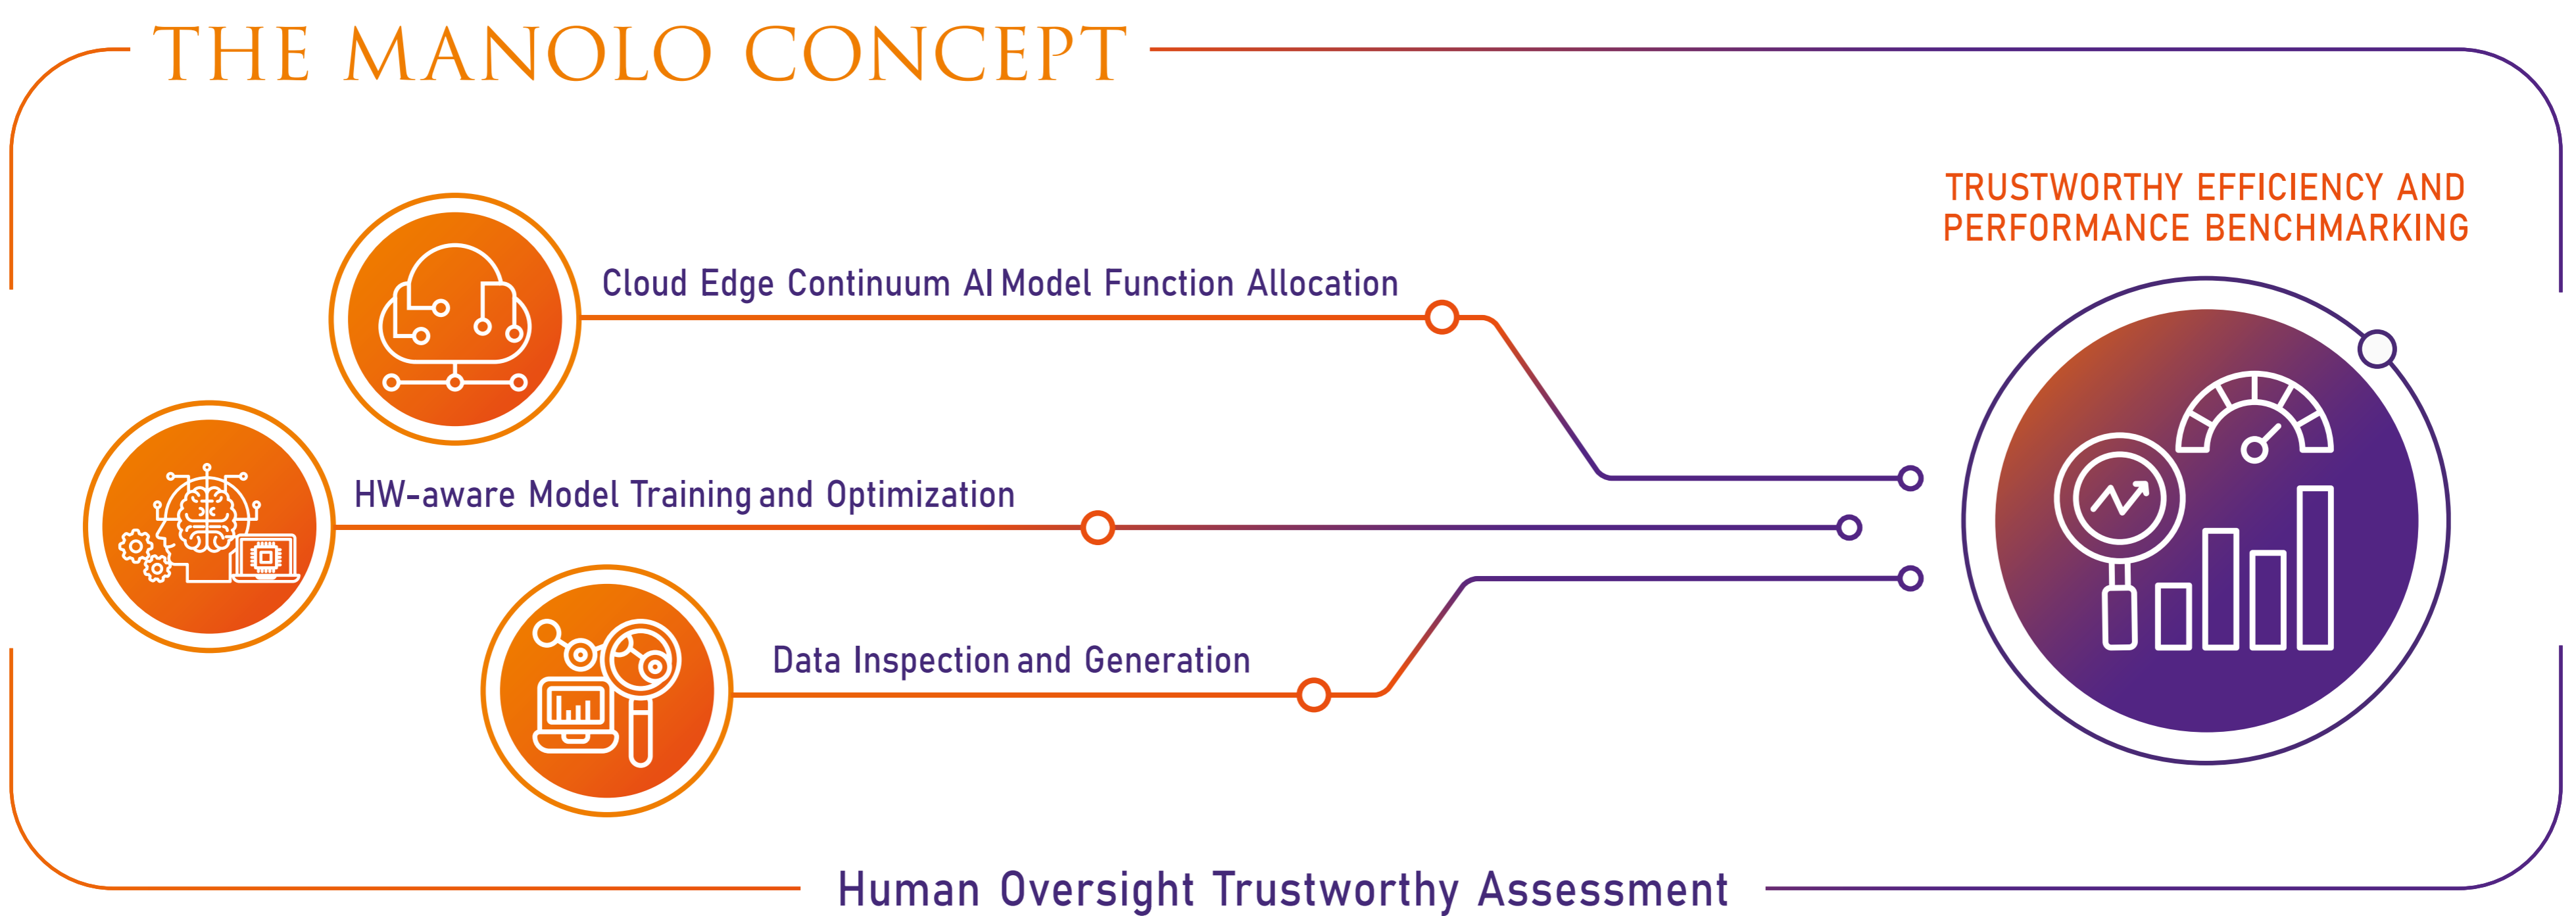 THE MANOLO CONCEPT
TRUSTWORTHY EFFICIENCY AND
PERFORMANCE BENCHMARKING
Cloud Edge Continuum AI Model Function Allocation
HW-aware Model Training and Optimization
Data Inspection and Generation
Human Oversight Trustworthy Assessment